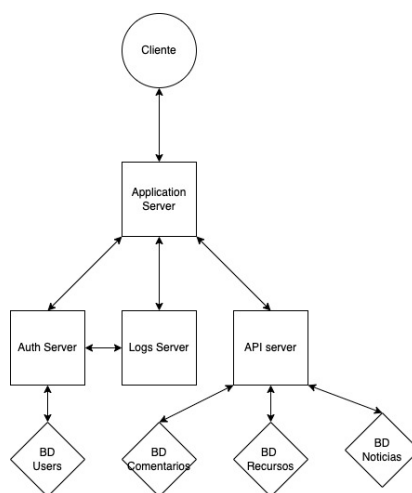 Cliente
Application
Server
Auth Server
Logs Server
API server
BD
Users
BD
Comentarios
BD
Recursos
BD
Noticias